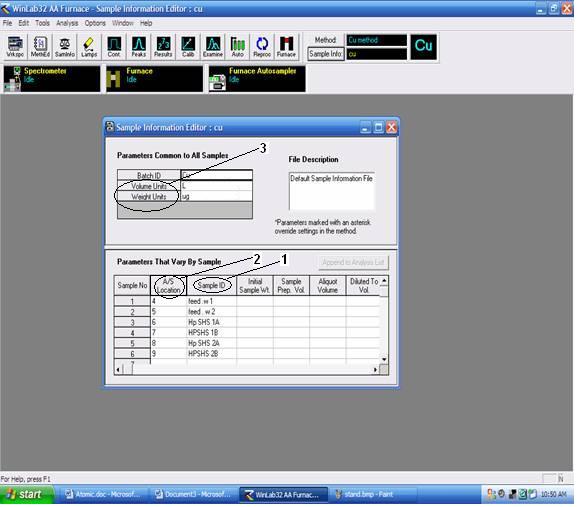 WinLab32 AA Furnace - Sample Information Editor : cu
File Edit Tools Analysis Options Window Help
Wrkspc MethEd SamInfo Lamps Cont. Peaks Results Calib Examine Auto Repros Furnace
Method: Cu method
Sample Info: cu
Cu
Spectrometer
Idle
Furnace
Idle
Furnace Autosampler
Idle
Sample Information Editor : cu
Parameters Common to All Samples
3
File Description
Batch ID
Volume Units L
Weight Units ug
Default Sample Information File
*Parameters marked with an asterisk
override settings in the method.
Parameters That Vary By Sample
2
1
Append to Analysis List
Sample No
A/S Location
Sample ID
Initial Sample Wt.
Sample Prep. Vol.
Aliquot Volume
Diluted To Vol.
1 4 feed .w 1
2 5 feed . w 2
3 6 Hp SHS 1A
4 7 HPSHS 1B
5 8 Hp SHS 2A
6 9 HPSHS 2B
7
For Help, press F1
N
start
Atomic.doc - Microsof...
Document3 - Microsof...
WinLab32 AA Furnac...
stand.bmp - Paint
10:50 AM